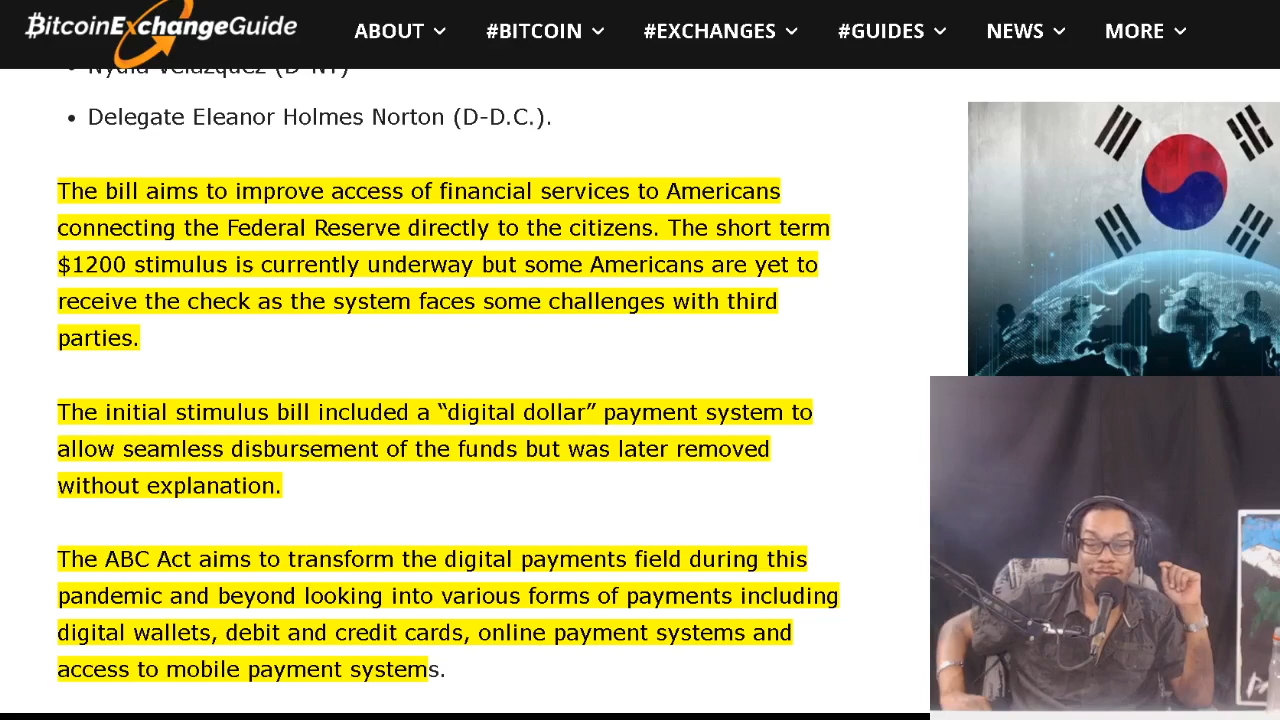 BitcoinExchangeGuide
ABOUT
#BITCOIN
#EXCHANGES
#GUIDES
NEWS
MORE
Nydia Velazquez (D-NY)
• Delegate Eleanor Holmes Norton (D-D.C.).
The bill aims to improve access of financial services to Americans
connecting the Federal Reserve directly to the citizens. The short term
$1200 stimulus is currently underway but some Americans are yet to
receive the check as the system faces some challenges with third
parties.
The initial stimulus bill included a “digital dollar” payment system to
allow seamless disbursement of the funds but was later removed
without explanation.
The ABC Act aims to transform the digital payments field during this
pandemic and beyond looking into various forms of payments including
digital wallets, debit and credit cards, online payment systems and
access to mobile payment systems.